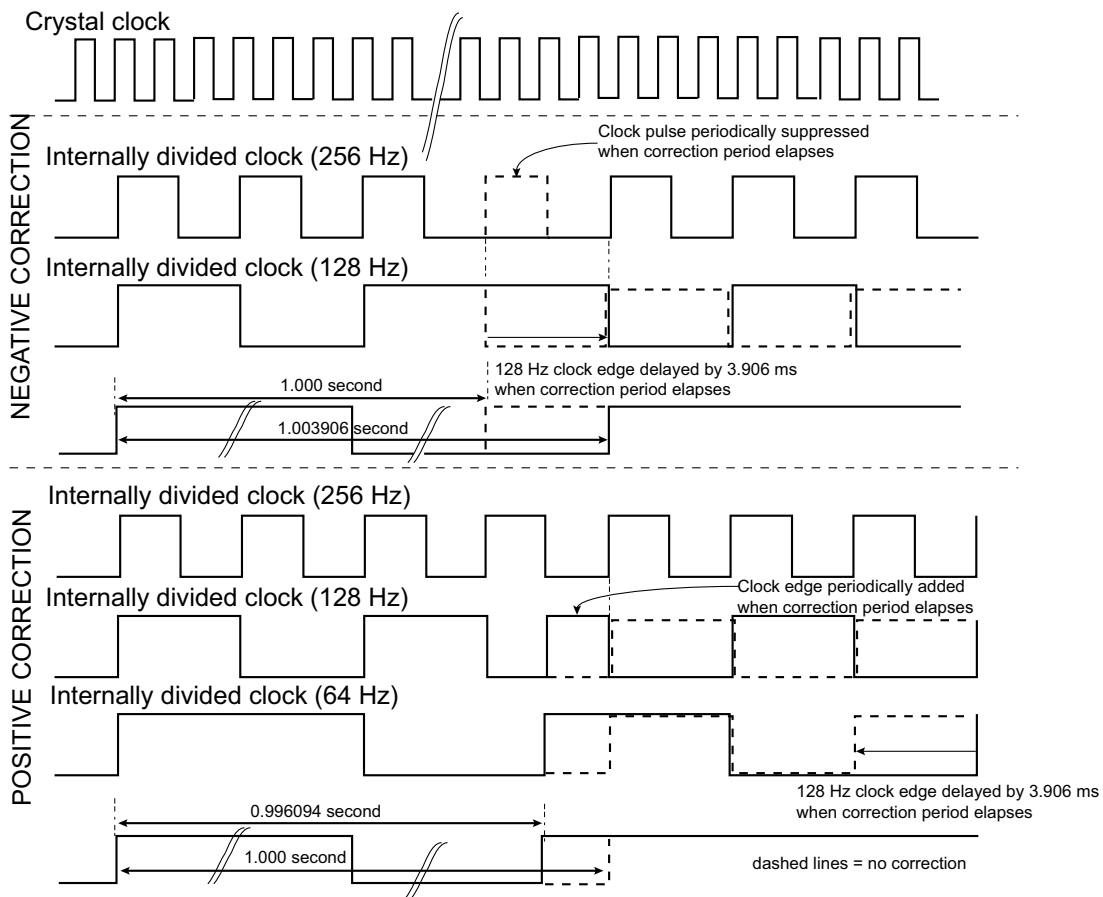 Crystal clock
NEGATIVE CORRECTION
Clock pulse periodically suppressed
when correction period elapses
Internally divided clock (256 Hz)
Internally divided clock (128 Hz)
128 Hz clock edge delayed by 3.906 ms
when correction period elapses
1.000 second
1.003906 second
POSITIVE CORRECTION
Internally divided clock (256 Hz)
Internally divided clock (128 Hz)
Clock edge periodically added
when correction period elapses
Internally divided clock (64 Hz)
128 Hz clock edge delayed by 3.906 ms
when correction period elapses
0.996094 second
1.000 second
dashed lines = no correction